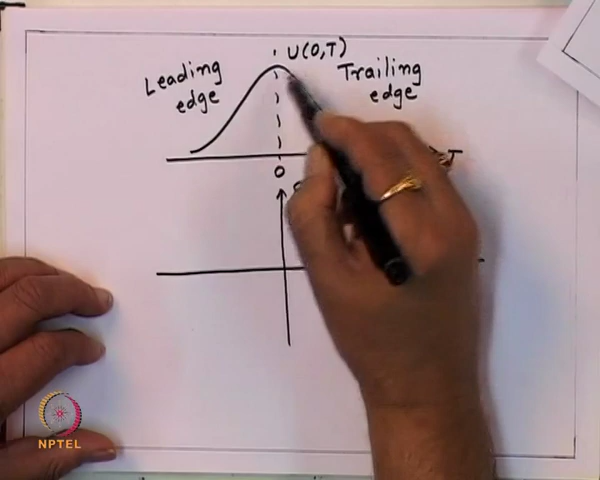 U(0,T)
Leading
edge
Trailing
edge
T
0
NPTEL